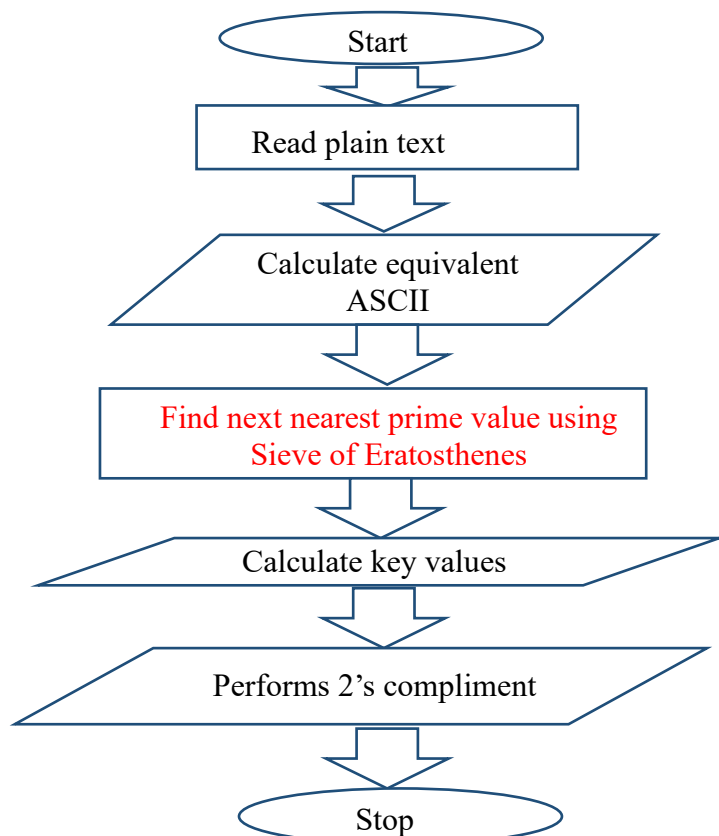 Start
Read plain text
Calculate equivalent
ASCII
Find next nearest prime value using
Sieve of Eratosthenes
Calculate key values
Performs 2’s compliment
Stop